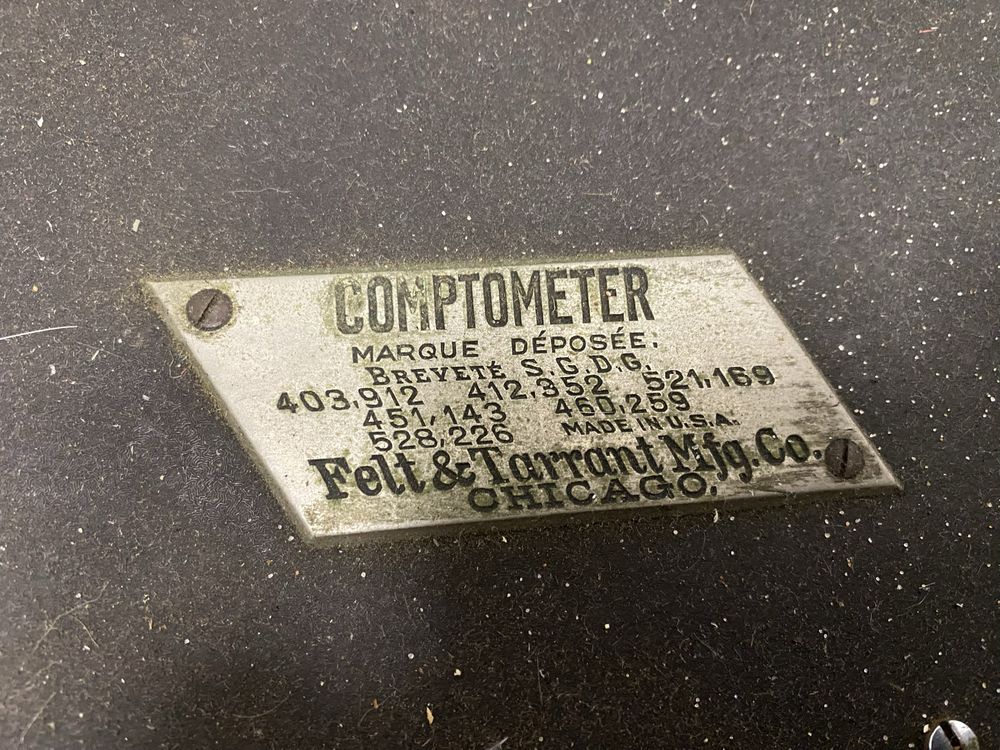 COMPTOMETER
MARQUE DÉPOSÉE.
BREVETÉ S.G.D.G.
403,912 412,352 521,169
451,143 460,259
528,226 MADE IN U.S.A.
Felt & Tarrant Mfg. Co.
CHICAGO.